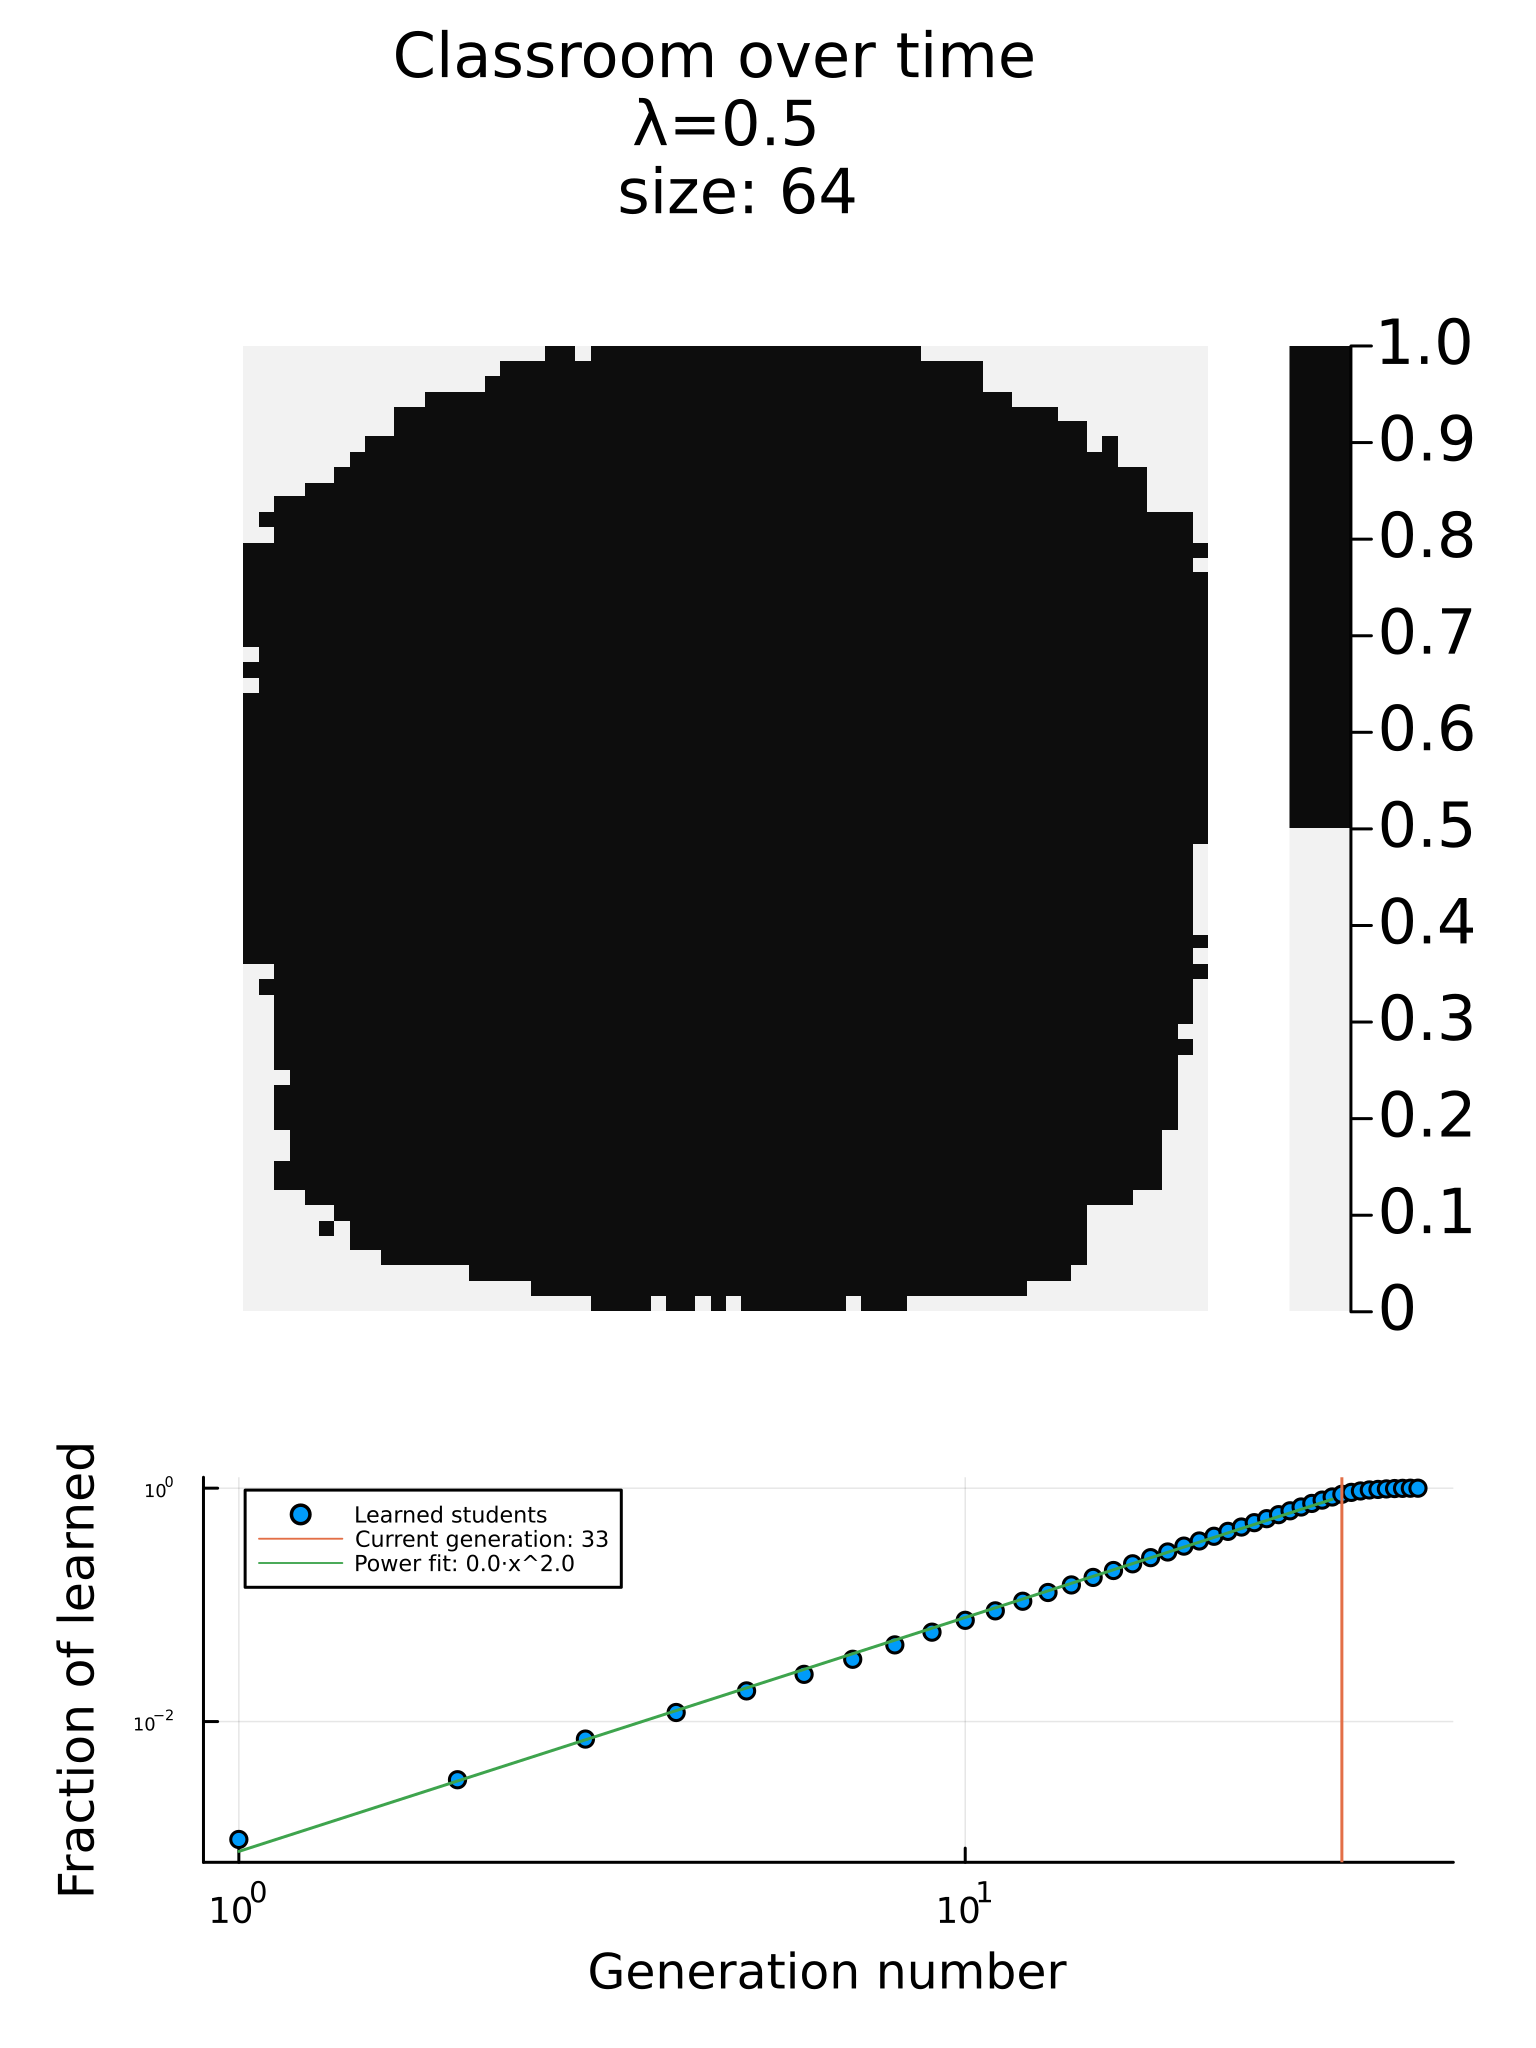 Classroom over time
λ=0.5
size: 64
1.0
0.9
0.8
0.7
0.6
0.5
0.4
0.3
0.2
0.1
0
Fraction of learned
10^0
10^−2
Learned students
Current generation: 33
Power fit: 0.0·x^2.0
10^0
10^1
Generation number